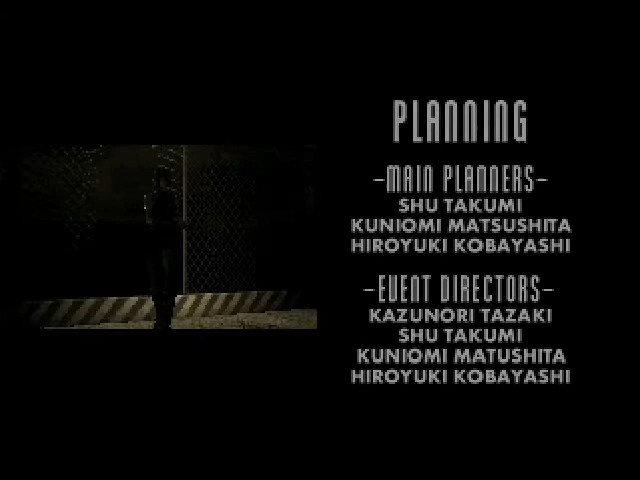 PLANNING
-MAIN PLANNERS-
SHU TAKUMI
KUNIOMI MATSUSHITA
HIROYUKI KOBAYASHI
-EVENT DIRECTORS-
KAZUNORI TAZAKI
SHU TAKUMI
KUNIOMI MATUSHITA
HIROYUKI KOBAYASHI